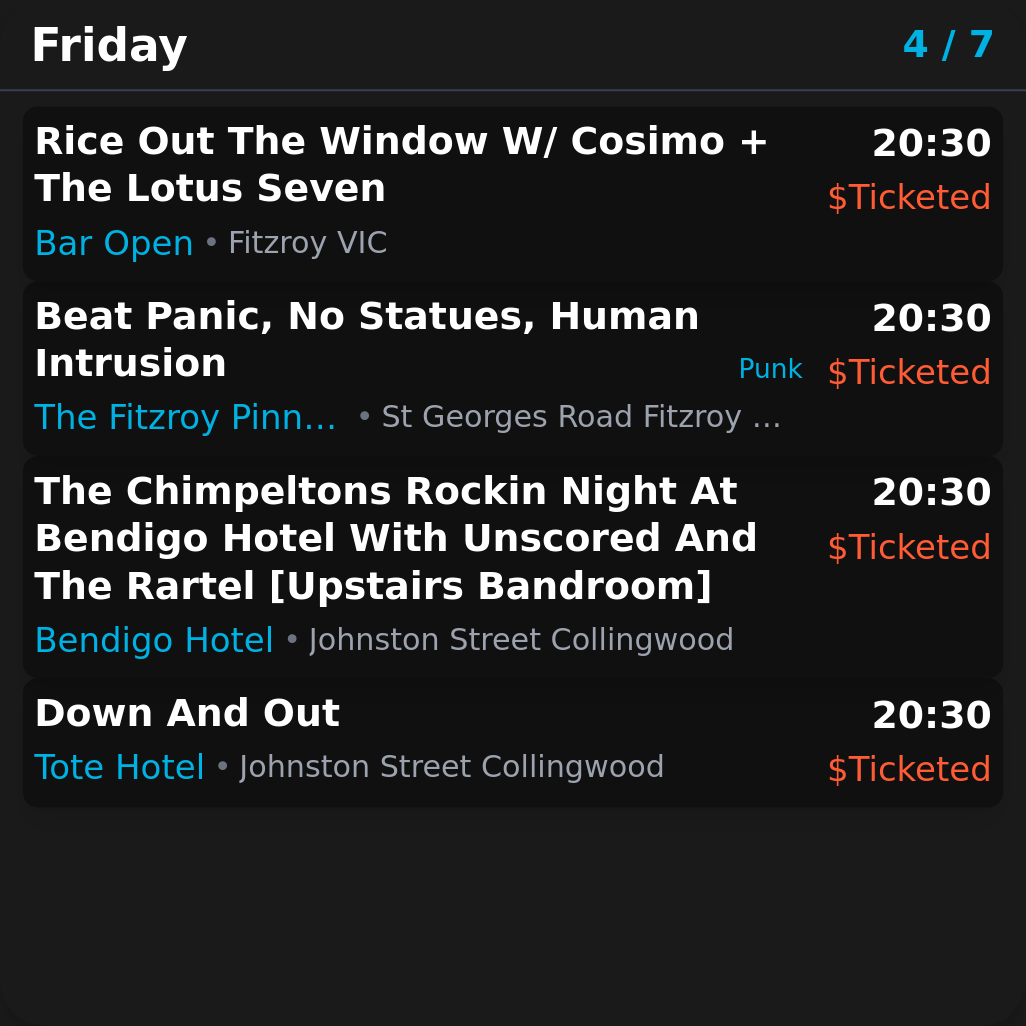 Friday
4 / 7
Rice Out The Window W/ Cosimo +
The Lotus Seven
20:30
$Ticketed
Bar Open • Fitzroy VIC
Beat Panic, No Statues, Human
Intrusion
20:30
Punk $Ticketed
The Fitzroy Pinn... • St Georges Road Fitzroy ...
The Chimpeltons Rockin Night At
Bendigo Hotel With Unscored And
The Rartel [Upstairs Bandroom]
20:30
$Ticketed
Bendigo Hotel • Johnston Street Collingwood
Down And Out
20:30
Tote Hotel • Johnston Street Collingwood
$Ticketed